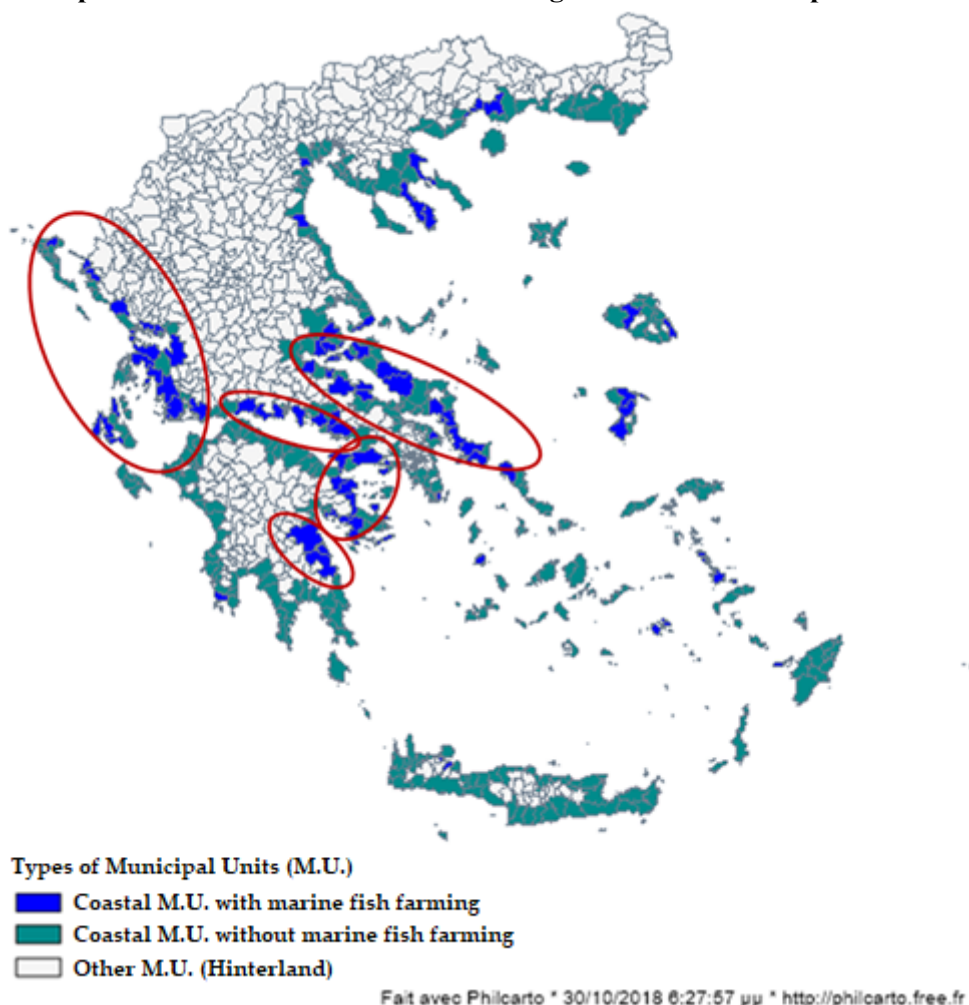 Types of Municipal Units (M.U.)
Coastal M.U. with marine fish farming
Coastal M.U. without marine fish farming
Other M.U. (Hinterland)
Fait avec Philcarto * 30/10/2018 6:27:57 μμ * http://philcarto.free.fr